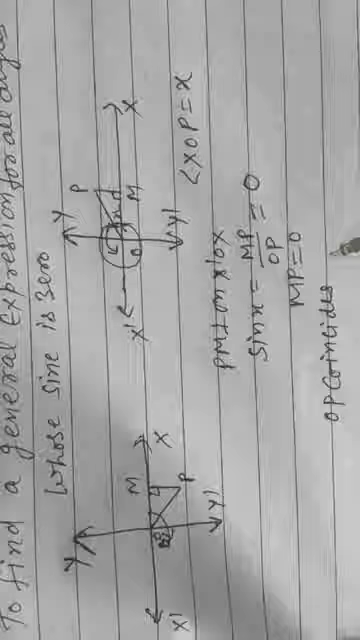 To find a general Expression for all angles
whose sine is zero
Y
M
X
P
X'
Y'
Y
P
X
M
X'
Y'
<XOP = x
PM⊥on X'OX
Sinx = MP/OP = 0
MP=0
OP Coincides